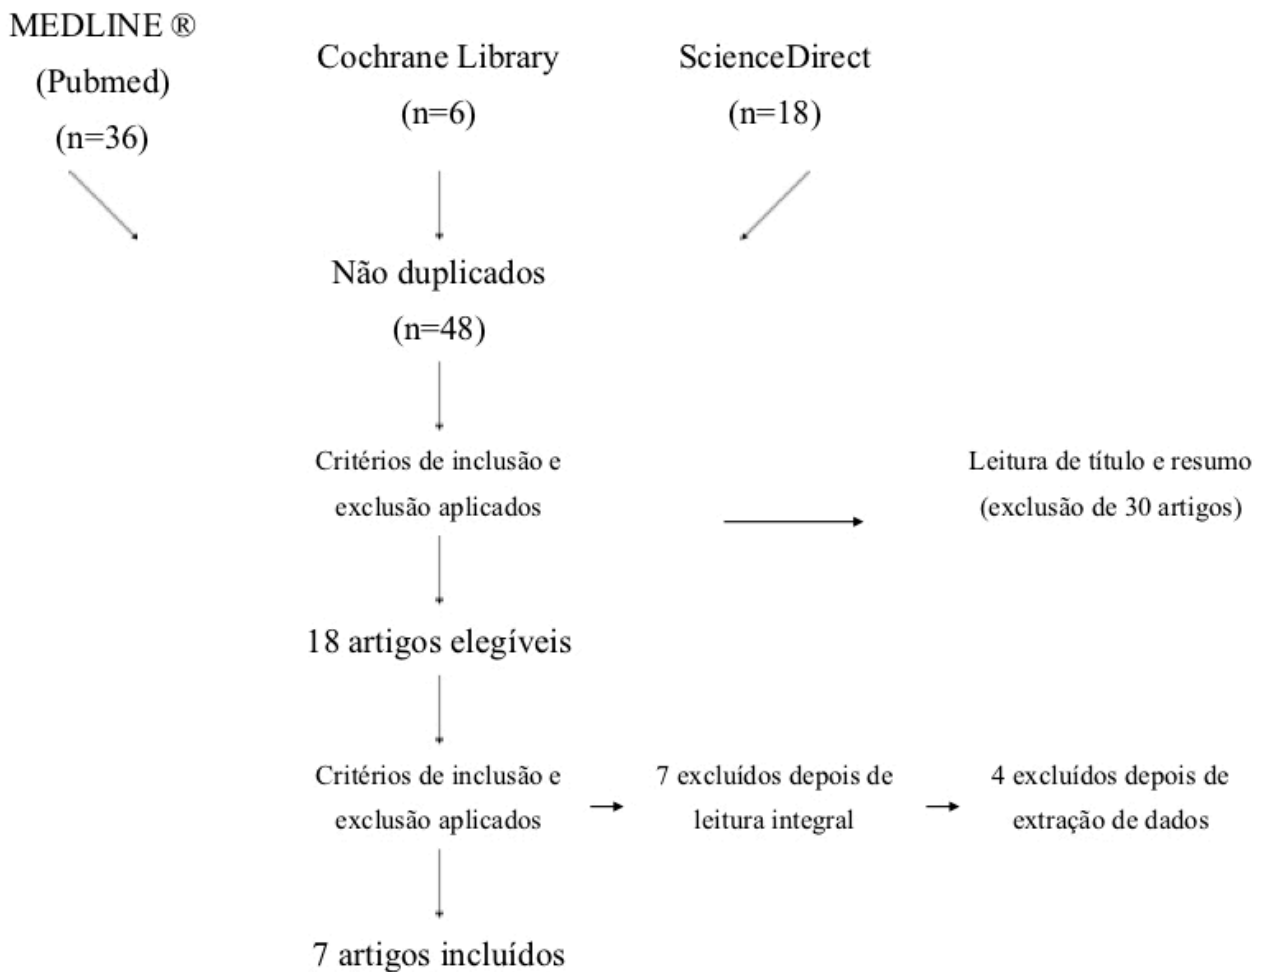 MEDLINE ®
(Pubmed)
(n=36)
Cochrane Library
(n=6)
ScienceDirect
(n=18)
Não duplicados
(n=48)
Critérios de inclusão e
exclusão aplicados
Leitura de título e resumo
(exclusão de 30 artigos)
18 artigos elegíveis
Critérios de inclusão e
exclusão aplicados
7 excluídos depois de
leitura integral
4 excluídos depois de
extração de dados
7 artigos incluídos